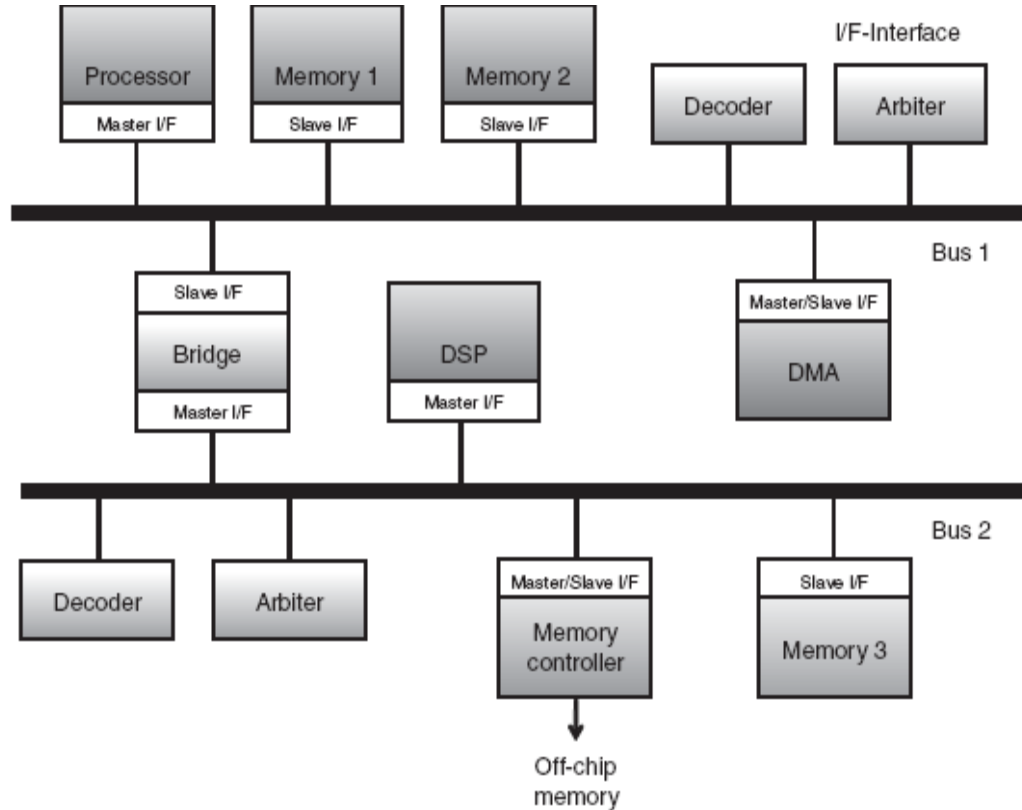 I/F-Interface
Processor
Master I/F
Memory 1
Slave I/F
Memory 2
Slave I/F
Decoder
Arbiter
Bus 1
Slave I/F
Bridge
Master I/F
DSP
Master I/F
Master/Slave I/F
DMA
Bus 2
Decoder
Arbiter
Master/Slave I/F
Memory
controller
Slave I/F
Memory 3
Off-chip
memory